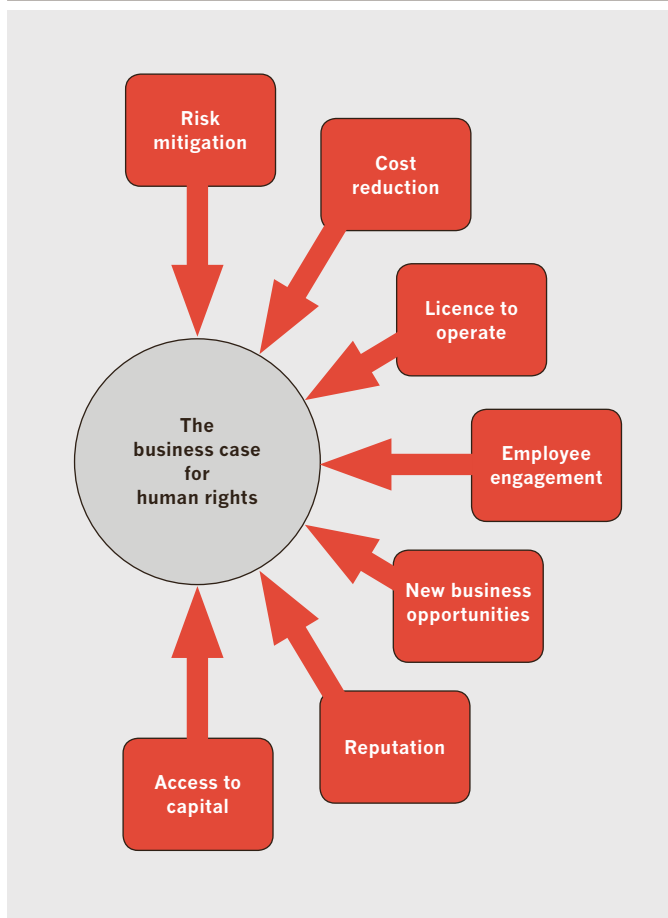 Risk
mitigation
Cost
reduction
Licence to
operate
The
business case
for
human rights
Employee
engagement
New business
opportunities
Reputation
Access to
capital